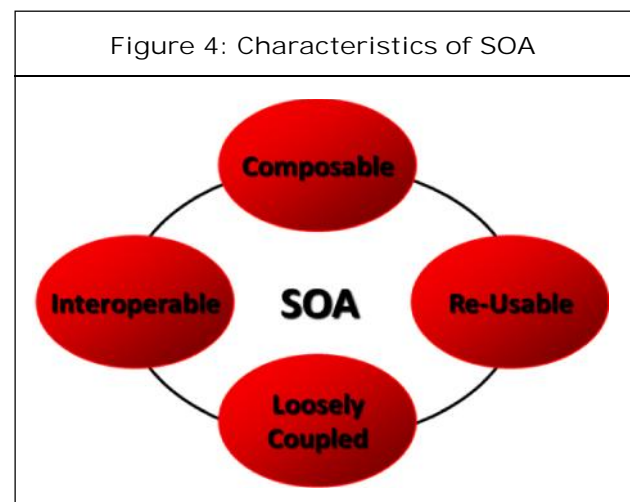 Figure 4: Characteristics of SOA
Composable
Interoperable
SOA
Re-Usable
Loosely
Coupled